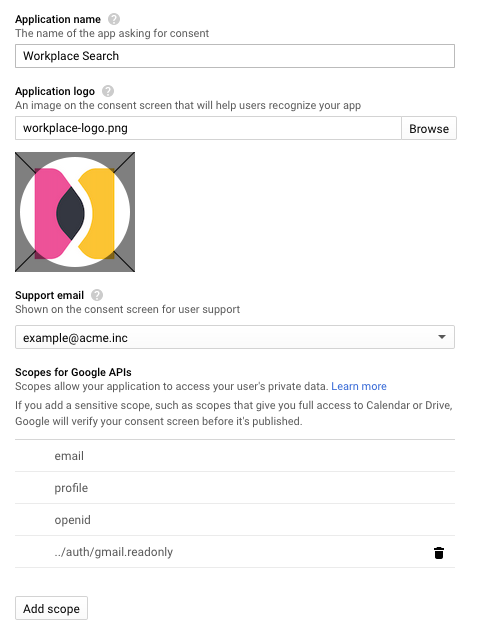 Application name ?
The name of the app asking for consent
Workplace Search
Application logo ?
An image on the consent screen that will help users recognize your app
workplace-logo.png Browse
Support email ?
Shown on the consent screen for user support
example@acme.inc
Scopes for Google APIs
Scopes allow your application to access your user's private data. Learn more
If you add a sensitive scope, such as scopes that give you full access to Calendar or Drive,
Google will verify your consent screen before it's published.
email
profile
openid
../auth/gmail.readonly
Add scope